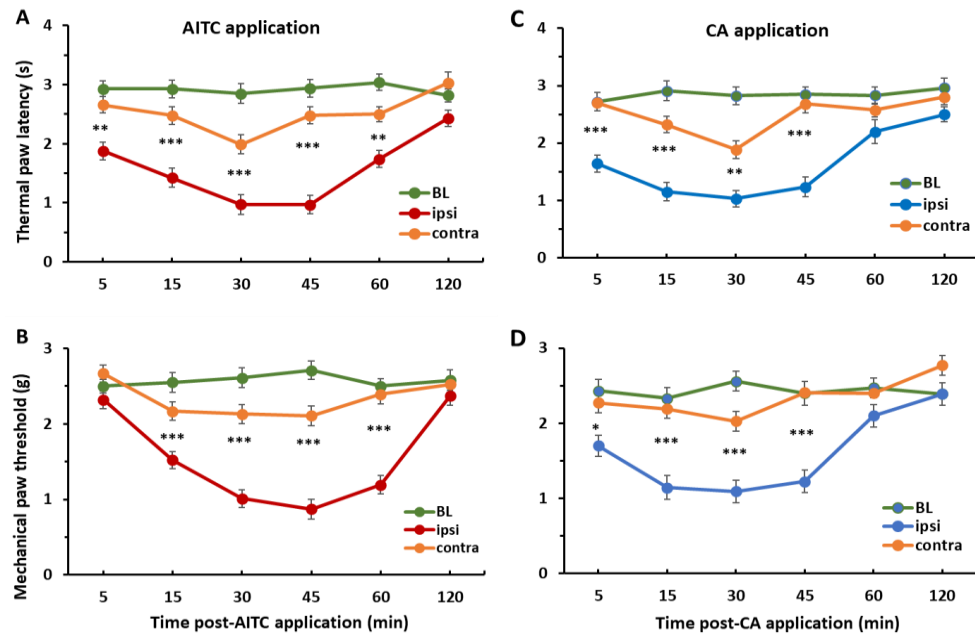 A
AITC application
Thermal paw latency (s)
4
3
2
1
0
**
***
***
***
**
BL
ipsi
contra
5 15 30 45 60 120
C
CA application
4
3
2
1
0
***
***
**
***
BL
ipsi
contra
5 15 30 45 60 120
B
Mechanical paw threshold (g)
3
2
1
0
***
***
***
***
BL
ipsi
contra
5 15 30 45 60 120
Time post-AITC application (min)
D
3
2
1
0
*
***
***
***
BL
ipsi
contra
5 15 30 45 60 120
Time post-CA application (min)